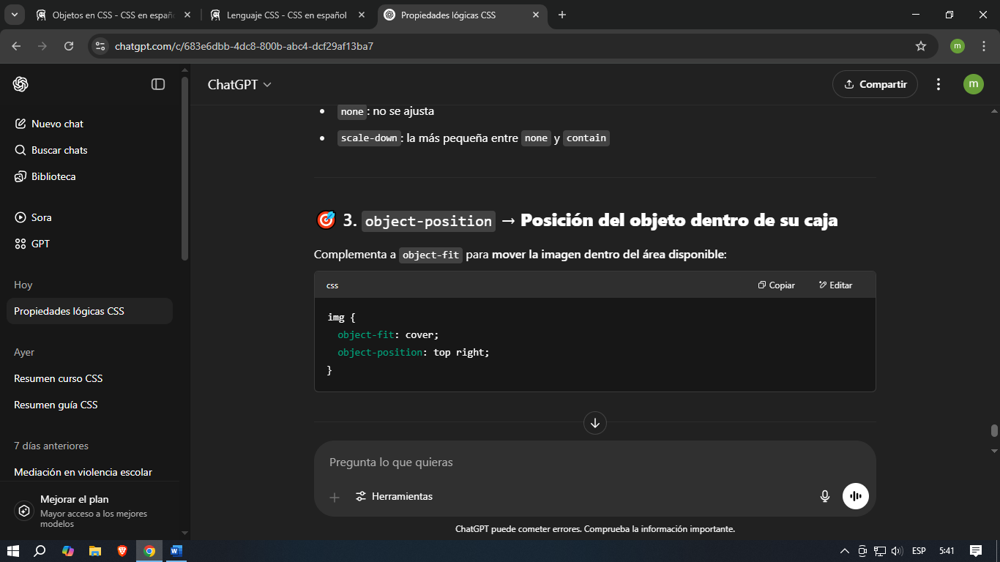 Objetos en CSS - CSS en españ
Lenguaje CSS - CSS en español
Propiedades lógicas CSS
chatgpt.com/c/683e6dbb-4dc8-800b-abc4-dcf29af13ba7
m
ChatGPT
Compartir
m
Nuevo chat
Buscar chats
Biblioteca
Sora
GPT
Hoy
Propiedades lógicas CSS
Ayer
Resumen curso CSS
Resumen guía CSS
7 días anteriores
Mediación en violencia escolar
Mejorar el plan
Mayor acceso a los mejores
modelos
none: no se ajusta
scale-down: la más pequeña entre none y contain
🎯 3. object-position → Posición del objeto dentro de su caja
Complementa a object-fit para mover la imagen dentro del área disponible:
css
Copiar
Editar
img {
object-fit: cover;
object-position: top right;
}
Pregunta lo que quieras
Herramientas
ChatGPT puede cometer errores. Comprueba la información importante.
ESP
5:41